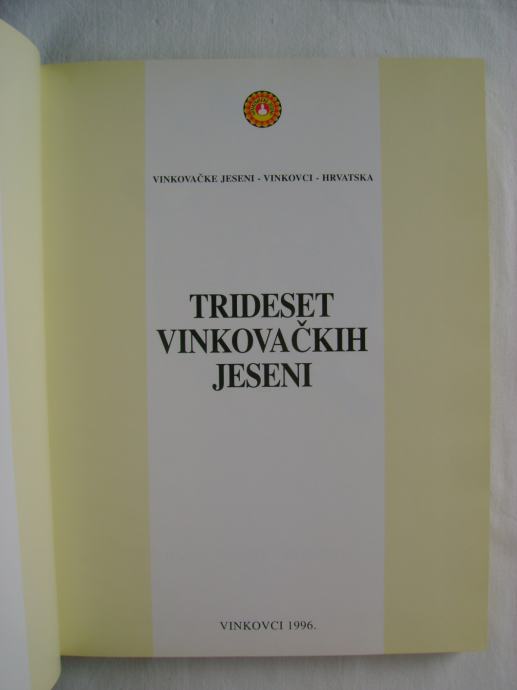 VINKOVAČKE JESENI - VINKOVCI - HRVATSKA
TRIDESET
VINKOVAČKIH
JESENI
VINKOVCI 1996.